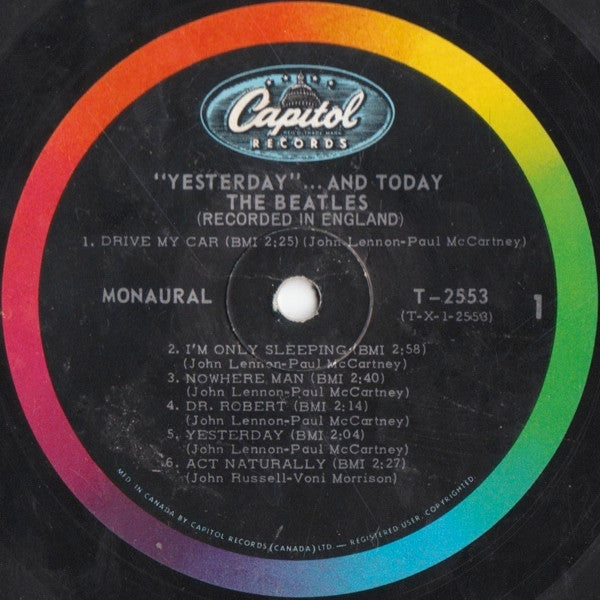 Capitol
REG. TRADE MARK
RECORDS
"YESTERDAY"... AND TODAY
THE BEATLES
(RECORDED IN ENGLAND)
1. DRIVE MY CAR (BMI 2:25) (John Lennon-Paul McCartney)
MONAURAL
T-2553
(T-X-1-2553)
1
2. I'M ONLY SLEEPING (BMI 2:58)
(John Lennon-Paul McCartney)
3. NOWHERE MAN (BMI 2:40)
(John Lennon-Paul McCartney)
4. DR. ROBERT (BMI 2:14)
(John Lennon-Paul McCartney)
5. YESTERDAY (BMI 2:04)
(John Lennon-Paul McCartney)
6. ACT NATURALLY (BMI 2:27)
(John Russell-Voni Morrison)
MFD. IN CANADA BY CAPITOL RECORDS (CANADA) LTD. — REGISTERED USER. COPYRIGHTED.